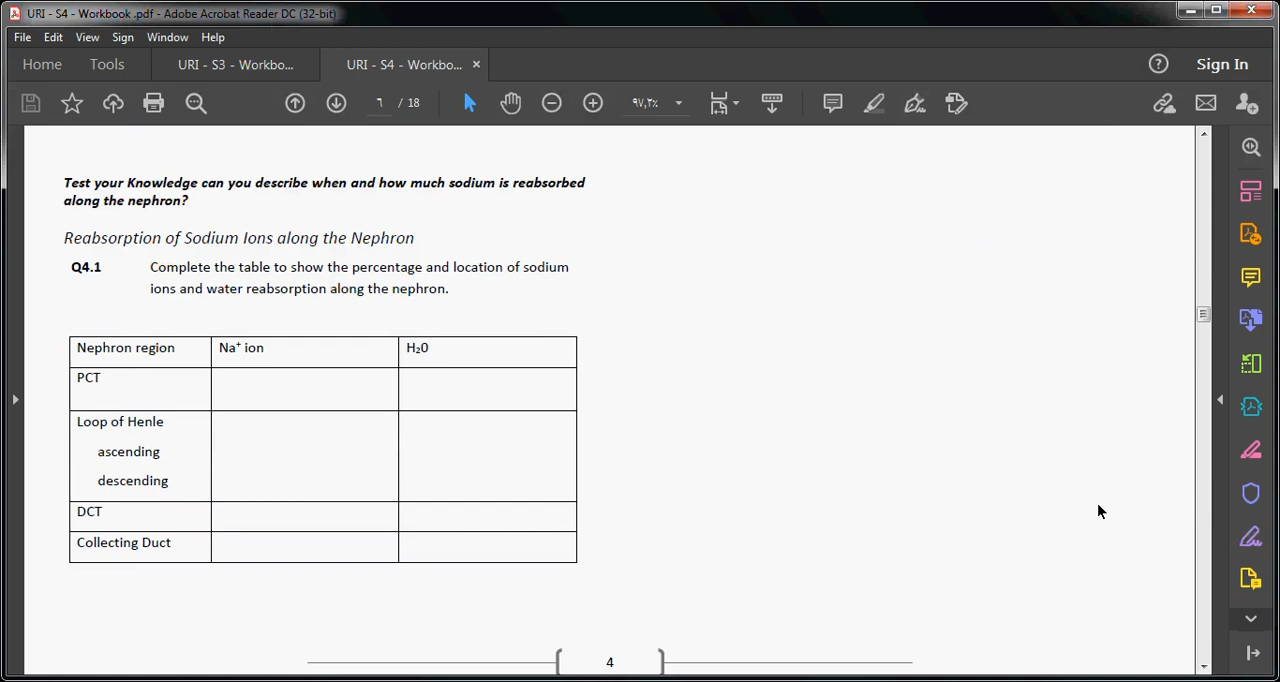 URI - S4 - Workbook .pdf - Adobe Acrobat Reader DC (32-bit)
File Edit View Sign Window Help
Home Tools URI - S3 - Workbo... URI - S4 - Workbo... × Sign In
٦ / 18 ٩٧,٢٪
Test your Knowledge can you describe when and how much sodium is reabsorbed
along the nephron?
Reabsorption of Sodium Ions along the Nephron
Q4.1 Complete the table to show the percentage and location of sodium
ions and water reabsorption along the nephron.
Nephron region Na⁺ ion H₂0
PCT
Loop of Henle
ascending
descending
DCT
Collecting Duct
4